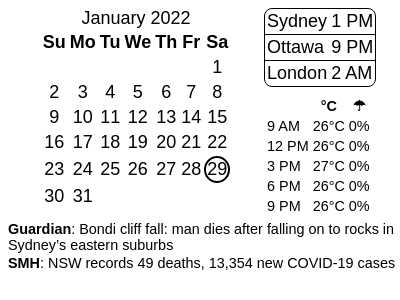 January 2022
Su Mo Tu We Th Fr Sa
1
2 3 4 5 6 7 8
9 10 11 12 13 14 15
16 17 18 19 20 21 22
23 24 25 26 27 28 29
30 31
Sydney 1 PM
Ottawa 9 PM
London 2 AM
°C ☂
9 AM 26°C 0%
12 PM 26°C 0%
3 PM 27°C 0%
6 PM 26°C 0%
9 PM 26°C 0%
Guardian: Bondi cliff fall: man dies after falling on to rocks in
Sydney’s eastern suburbs
SMH: NSW records 49 deaths, 13,354 new COVID-19 cases